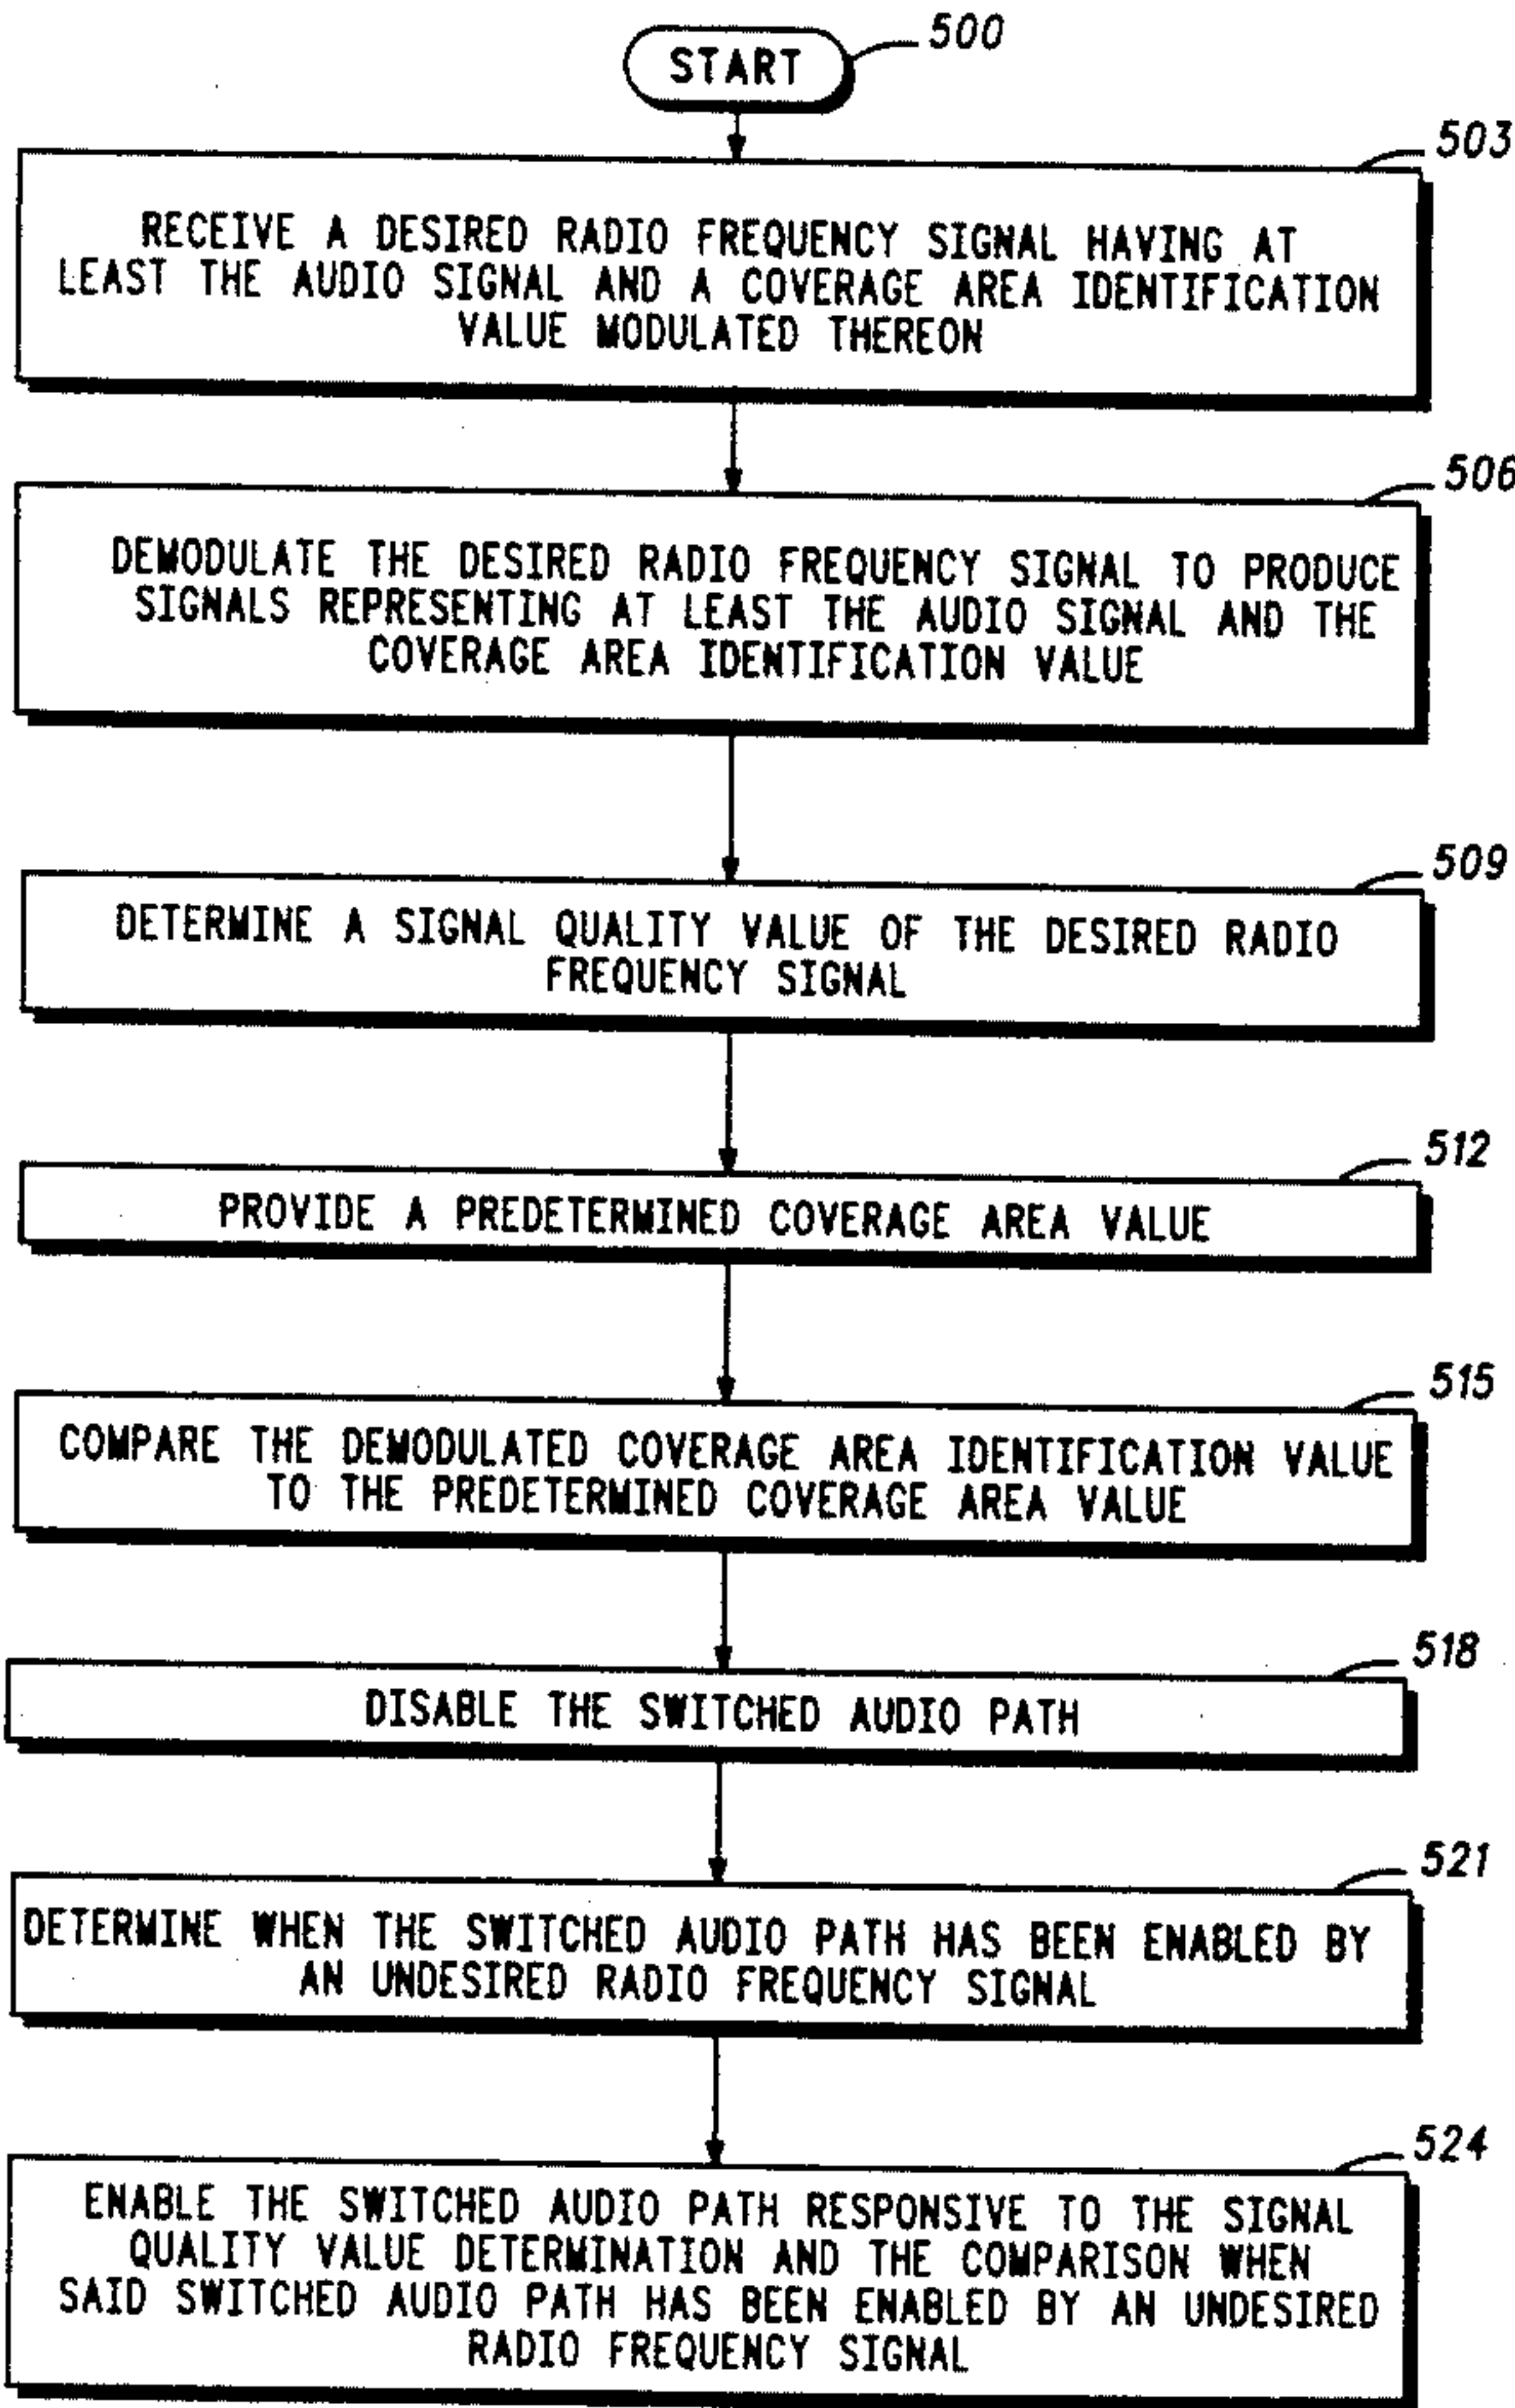 START
500
503
RECEIVE A DESIRED RADIO FREQUENCY SIGNAL HAVING AT
LEAST THE AUDIO SIGNAL AND A COVERAGE AREA IDENTIFICATION
VALUE MODULATED THEREON
506
DEMODULATE THE DESIRED RADIO FREQUENCY SIGNAL TO PRODUCE
SIGNALS REPRESENTING AT LEAST THE AUDIO SIGNAL AND THE
COVERAGE AREA IDENTIFICATION VALUE
509
DETERMINE A SIGNAL QUALITY VALUE OF THE DESIRED RADIO
FREQUENCY SIGNAL
512
PROVIDE A PREDETERMINED COVERAGE AREA VALUE
515
COMPARE THE DEMODULATED COVERAGE AREA IDENTIFICATION VALUE
TO THE PREDETERMINED COVERAGE AREA VALUE
518
DISABLE THE SWITCHED AUDIO PATH
521
DETERMINE WHEN THE SWITCHED AUDIO PATH HAS BEEN ENABLED BY
AN UNDESIRED RADIO FREQUENCY SIGNAL
524
ENABLE THE SWITCHED AUDIO PATH RESPONSIVE TO THE SIGNAL
QUALITY VALUE DETERMINATION AND THE COMPARISON WHEN
SAID SWITCHED AUDIO PATH HAS BEEN ENABLED BY AN UNDESIRED
RADIO FREQUENCY SIGNAL